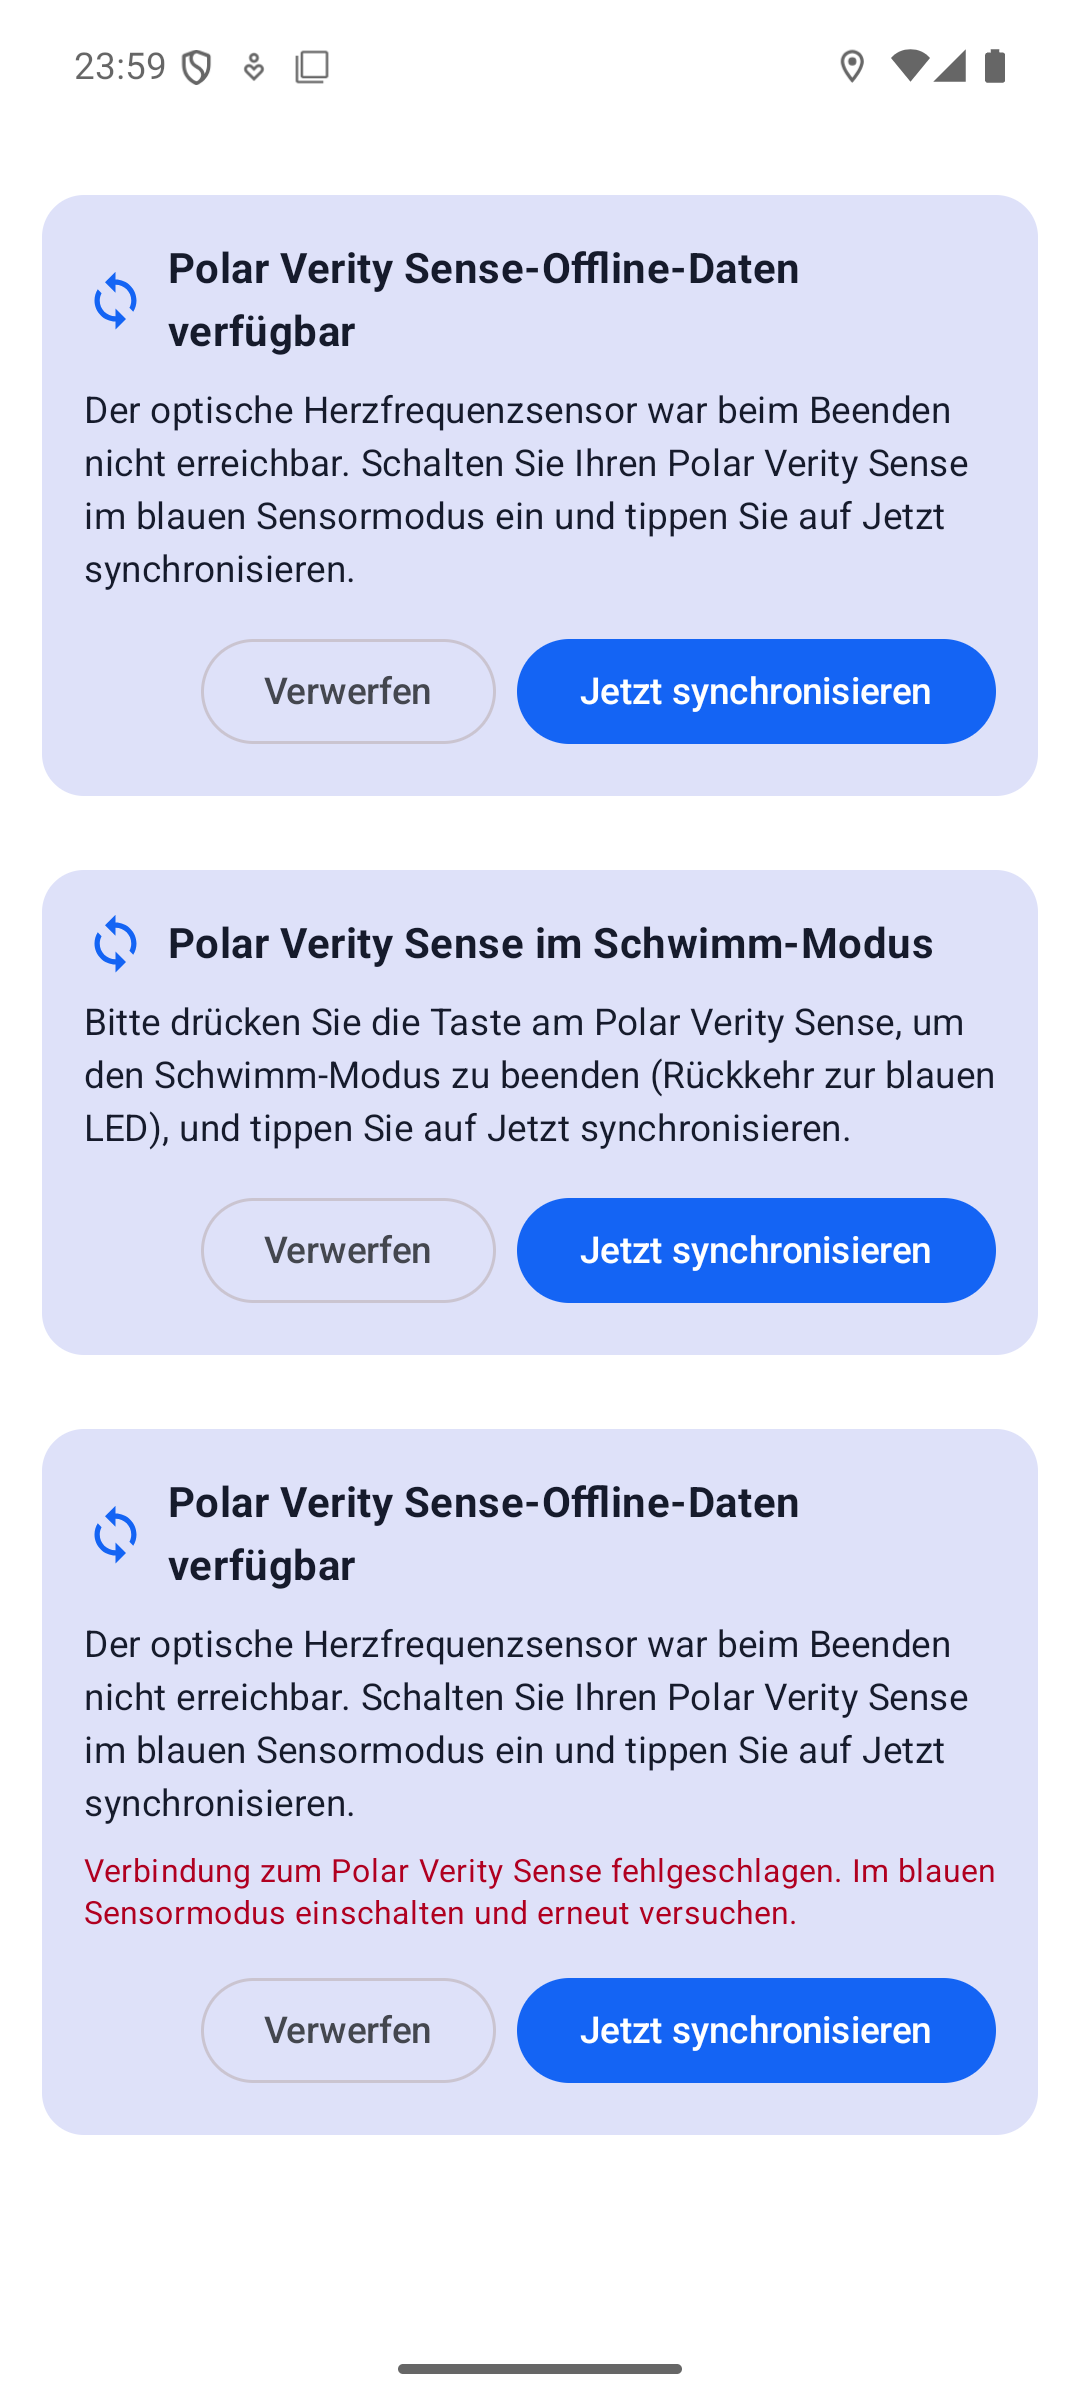 23:59
Polar Verity Sense-Offline-Daten
verfügbar
Der optische Herzfrequenzsensor war beim Beenden
nicht erreichbar. Schalten Sie Ihren Polar Verity Sense
im blauen Sensormodus ein und tippen Sie auf Jetzt
synchronisieren.
Verwerfen Jetzt synchronisieren
Polar Verity Sense im Schwimm-Modus
Bitte drücken Sie die Taste am Polar Verity Sense, um
den Schwimm-Modus zu beenden (Rückkehr zur blauen
LED), und tippen Sie auf Jetzt synchronisieren.
Verwerfen Jetzt synchronisieren
Polar Verity Sense-Offline-Daten
verfügbar
Der optische Herzfrequenzsensor war beim Beenden
nicht erreichbar. Schalten Sie Ihren Polar Verity Sense
im blauen Sensormodus ein und tippen Sie auf Jetzt
synchronisieren.
Verbindung zum Polar Verity Sense fehlgeschlagen. Im blauen
Sensormodus einschalten und erneut versuchen.
Verwerfen Jetzt synchronisieren